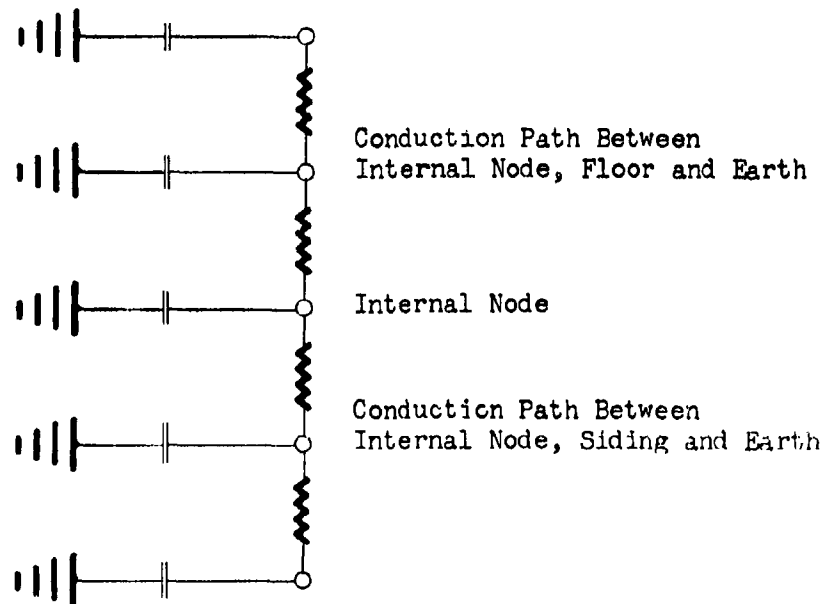 Conduction Path Between
Internal Node, Floor and Earth
Internal Node
Conduction Path Between
Internal Node, Siding and Earth